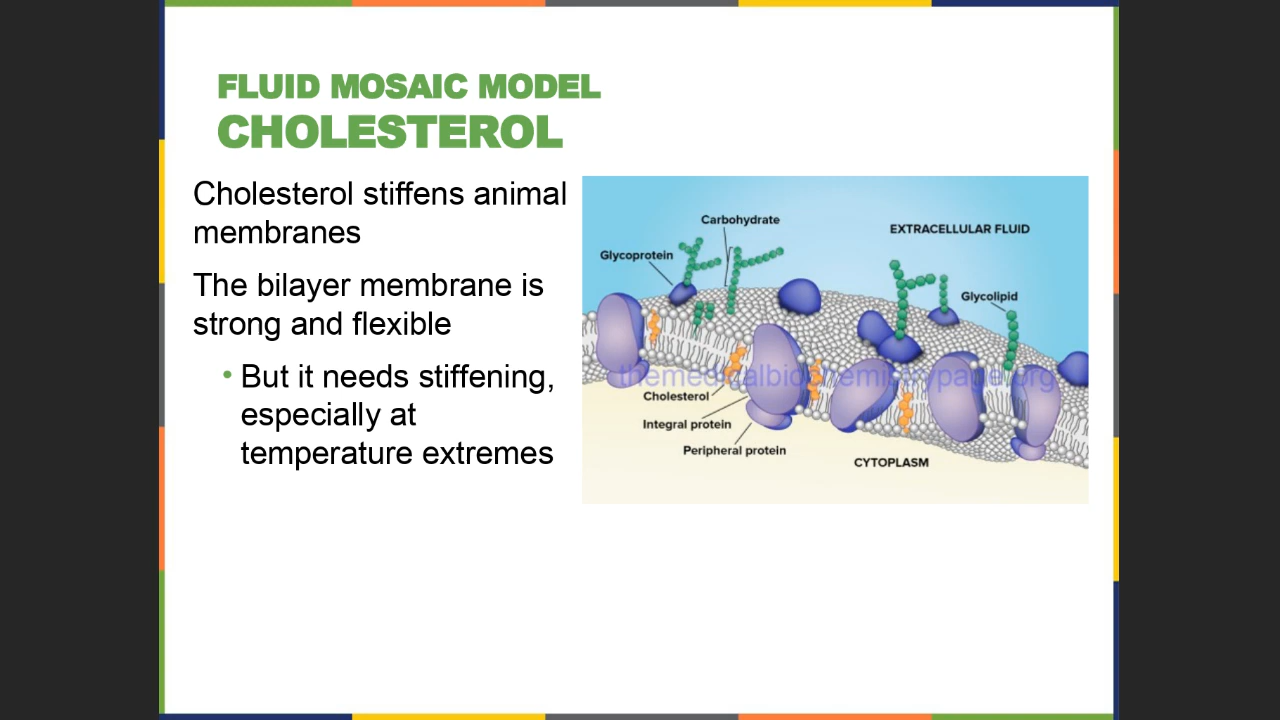 FLUID MOSAIC MODEL
CHOLESTEROL
Cholesterol stiffens animal
membranes
The bilayer membrane is
strong and flexible
• But it needs stiffening,
especially at
temperature extremes
Carbohydrate
EXTRACELLULAR FLUID
Glycoprotein
Glycolipid
themedicalbiochemistrypage.org
Cholesterol
Integral protein
Peripheral protein
CYTOPLASM